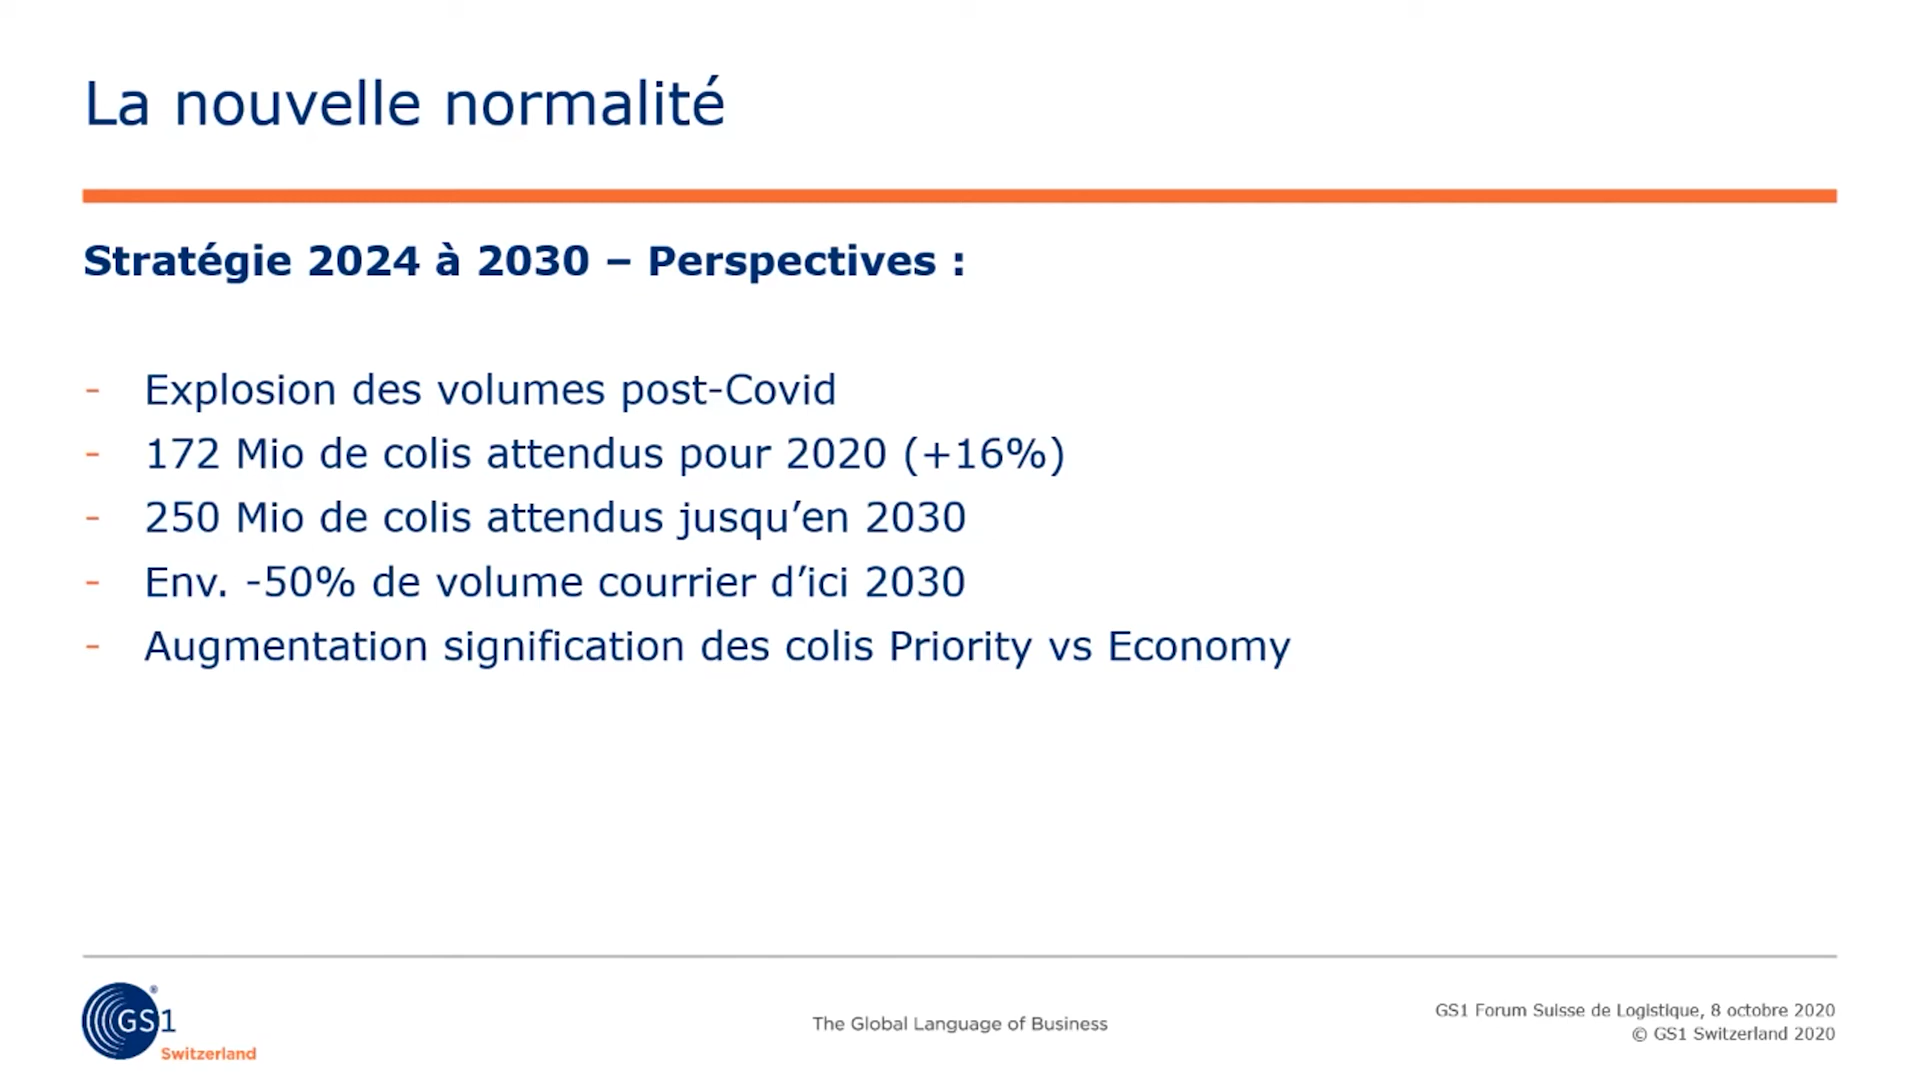 La nouvelle normalité
Stratégie 2024 à 2030 – Perspectives :
- Explosion des volumes post-Covid
- 172 Mio de colis attendus pour 2020 (+16%)
- 250 Mio de colis attendus jusqu’en 2030
- Env. -50% de volume courrier d’ici 2030
- Augmentation signification des colis Priority vs Economy
GS1®
Switzerland
The Global Language of Business
GS1 Forum Suisse de Logistique, 8 octobre 2020
© GS1 Switzerland 2020